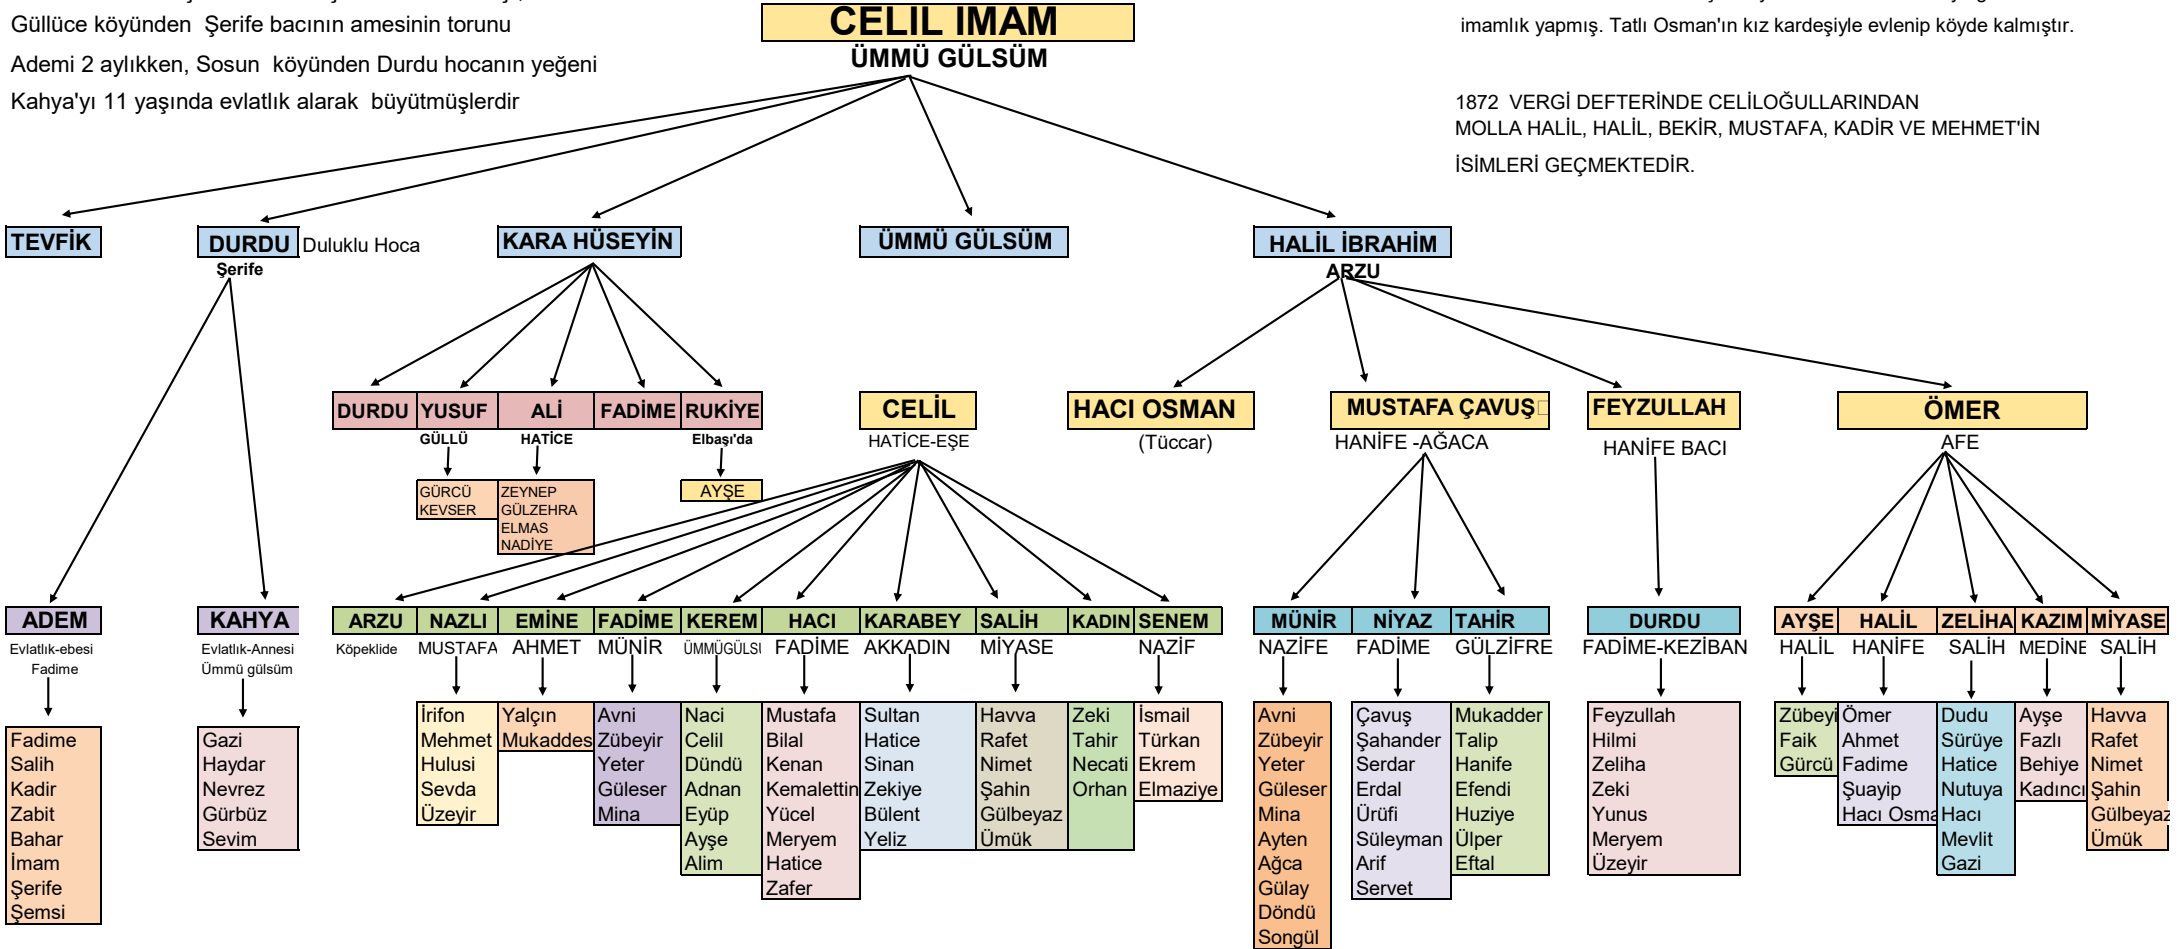 Güllüce köyünden Şerife bacının amesinin torunu
Ademi 2 aylıkken, Sosun köyünden Durdu hocanın yeğeni
Kahya'yı 11 yaşında evlatlık alarak büyütmüşlerdir
CELIL IMAM
ÜMMÜ GÜLSÜM
imamlık yapmış. Tatlı Osman'ın kız kardeşiyle evlenip köyde kalmıştır.
1872 VERGİ DEFTERİNDE CELİLOĞULLARINDAN
MOLLA HALİL, HALİL, BEKİR, MUSTAFA, KADİR VE MEHMET'İN
İSİMLERİ GEÇMEKTEDİR.
TEVFİK
DURDU Duluklu Hoca
Şerife
KARA HÜSEYİN
ÜMMÜ GÜLSÜM
HALİL İBRAHİM
ARZU
DURDU YUSUF ALİ FADİME RUKİYE
GÜLLÜ HATİCE Elbaşı'da
GÜRCÜ
KEVSER
ZEYNEP
GÜLZEHRA
ELMAS
NADİYE
AYŞE
CELİL
HATİCE-EŞE
HACI OSMAN
(Tüccar)
MUSTAFA ÇAVUŞ
HANİFE -AĞACA
FEYZULLAH
HANİFE BACI
ÖMER
AFE
ADEM
Evlatlık-ebesi
Fadime
Fadime
Salih
Kadir
Zabit
Bahar
İmam
Şerife
Şemsi
KAHYA
Evlatlık-Annesi
Ümmü gülsüm
Gazi
Haydar
Nevrez
Gürbüz
Sevim
ARZU
Köpeklide
NAZLI
MUSTAFA
İrifon
Mehmet
Hulusi
Sevda
Üzeyir
EMİNE
AHMET
Yalçın
Mukaddes
FADİME
MÜNİR
Avni
Zübeyir
Yeter
Güleser
Mina
KEREM
ÜMMÜGÜLSÜ
Naci
Celil
Dündü
Adnan
Eyüp
Ayşe
Alim
HACI
FADİME
Mustafa
Bilal
Kenan
Kemalettin
Yücel
Meryem
Hatice
Zafer
KARABEY
AKKADIN
Sultan
Hatice
Sinan
Zekiye
Bülent
Yeliz
SALİH
MİYASE
Havva
Rafet
Nimet
Şahin
Gülbeyaz
Ümük
KADIN
Zeki
Tahir
Necati
Orhan
SENEM
NAZİF
İsmail
Türkan
Ekrem
Elmaziye
MÜNİR
NAZİFE
Avni
Zübeyir
Yeter
Güleser
Mina
Ayten
Ağca
Gülay
Döndü
Songül
NİYAZ
FADİME
Çavuş
Şahander
Serdar
Erdal
Ürüfi
Süleyman
Arif
Servet
TAHİR
GÜLZİFRE
Mukadder
Talip
Hanife
Efendi
Huziye
Ülper
Eftal
DURDU
FADİME-KEZİBAN
Feyzullah
Hilmi
Zeliha
Zeki
Yunus
Meryem
Üzeyir
AYŞE
HALİL
Zübeyi
Faik
Gürcü
HALİL
HANİFE
Ömer
Ahmet
Fadime
Şuayip
Hacı Osma
ZELİHA
SALİH
Dudu
Sürüye
Hatice
Nutuya
Hacı
Mevlit
Gazi
KAZIM
MEDİNE
Ayşe
Fazlı
Behiye
Kadıncı
MİYASE
SALİH
Havva
Rafet
Nimet
Şahin
Gülbeyaz
Ümük